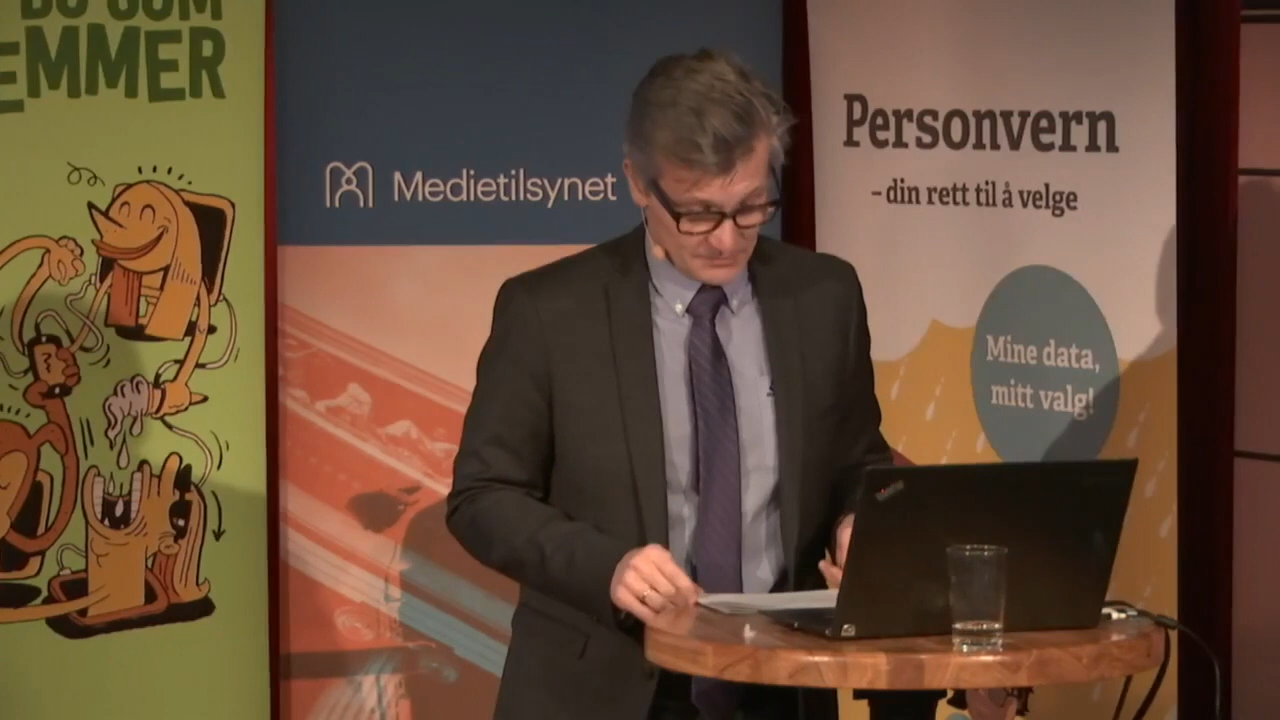 EMMER
Medietilsynet
Personvern
– din rett til å velge
Mine data,
mitt valg!